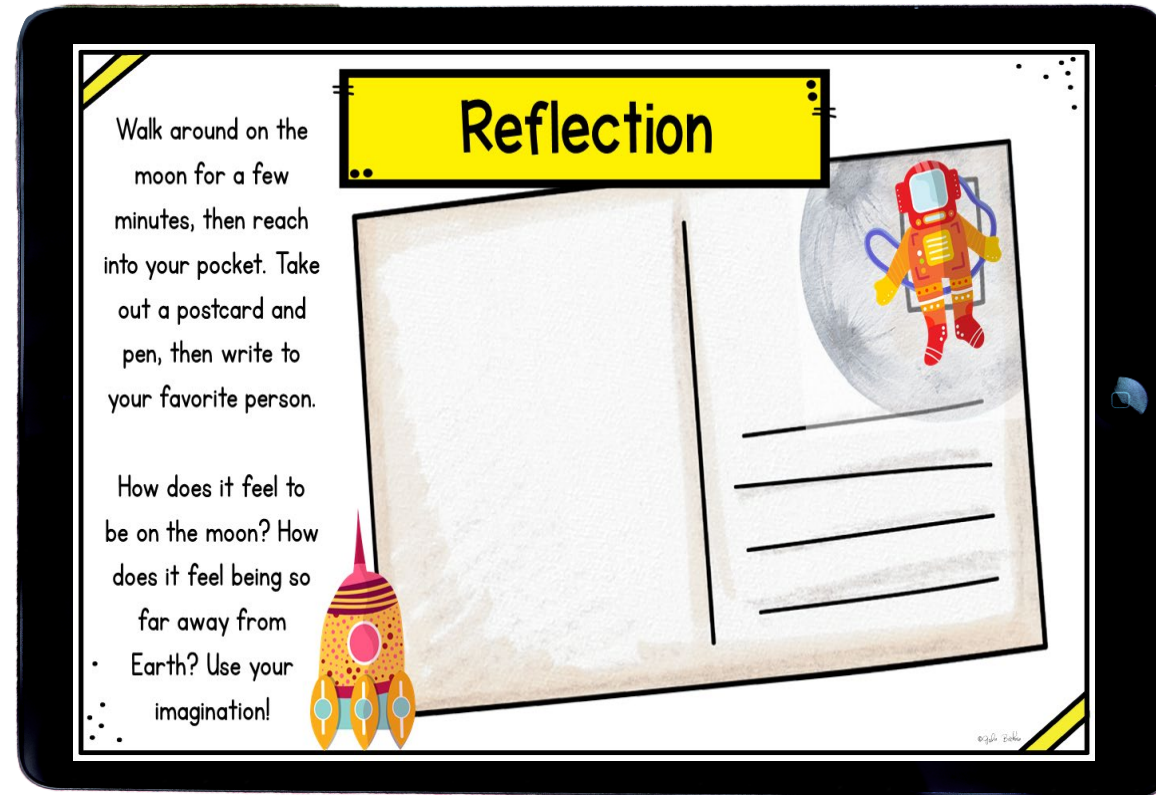 Reflection
Walk around on the
moon for a few
minutes, then reach
into your pocket. Take
out a postcard and
pen, then write to
your favorite person.
How does it feel to
be on the moon? How
does it feel being so
far away from
Earth? Use your
imagination!